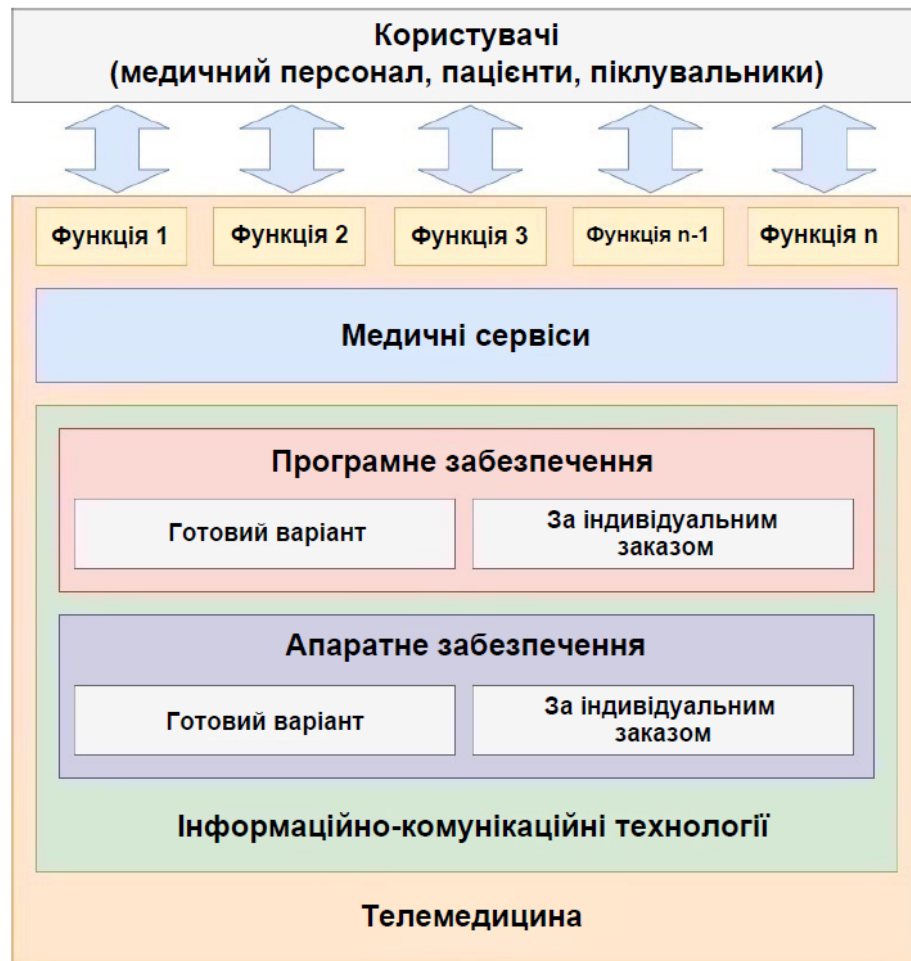 Користувачі
(медичний персонал, пацієнти, піклувальники)
Функція 1
Функція 2
Функція 3
Функція n-1
Функція n
Медичні сервіси
Програмне забезпечення
Готовий варіант
За індивідуальним
заказом
Апаратне забезпечення
Готовий варіант
За індивідуальним
заказом
Інформаційно-комунікаційні технології
Телемедицина